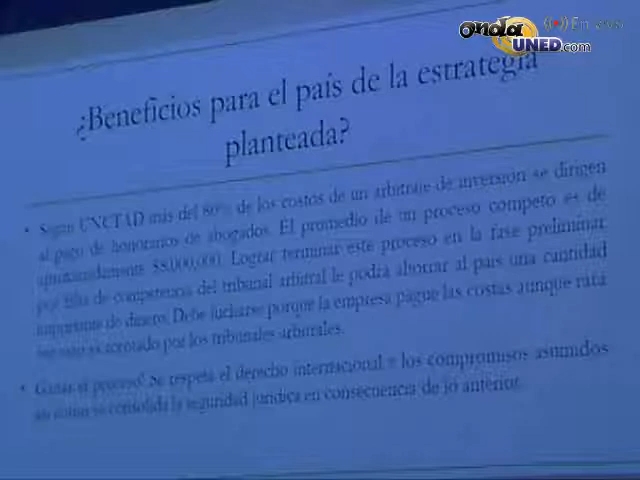 onda UNED.com ((•)) En vivo
¿Beneficios para el país de la estrategia
planteada?
• Según UNCTAD más del 80% de los costos de un arbitraje de inversión se dirigen
al pago de honorarios de abogados. El promedio de un proceso competo es de
aproximadamente $8.000.000. Lograr terminar este proceso en la fase preliminar
por falta de competencia del tribunal arbitral le podrá ahorrar al país una cantidad
importante de dinero. Debe lucharse porque la empresa pague las costas aunque rara
vez esto es acordado por los tribunales arbitrales.
• Ganar el proceso! Se respeta el derecho internacional y los compromisos asumidos
así como se consolida la seguridad jurídica en consecuencia de lo anterior.